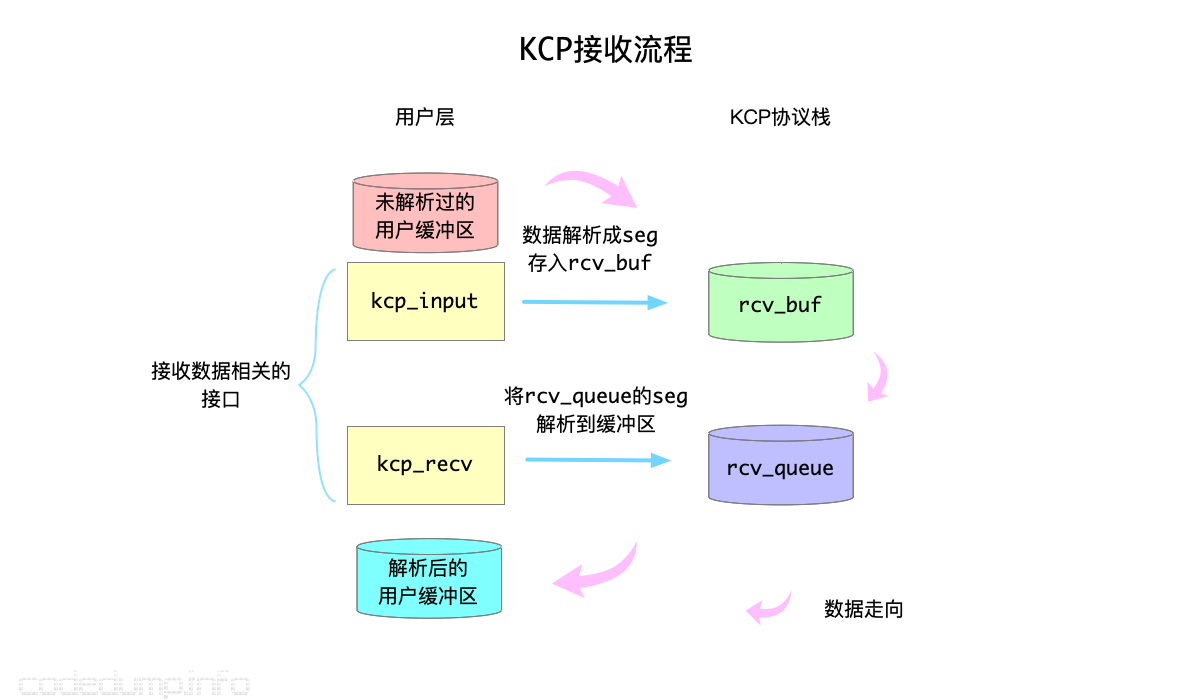 KCP接收流程
用户层
KCP协议栈
未解析过的
用户缓冲区
数据解析成seg
存入rcv_buf
kcp_input
rcv_buf
接收数据相关的
接口
将rcv_queue的seg
解析到缓冲区
kcp_recv
rcv_queue
解析后的
用户缓冲区
数据走向
codedump.info